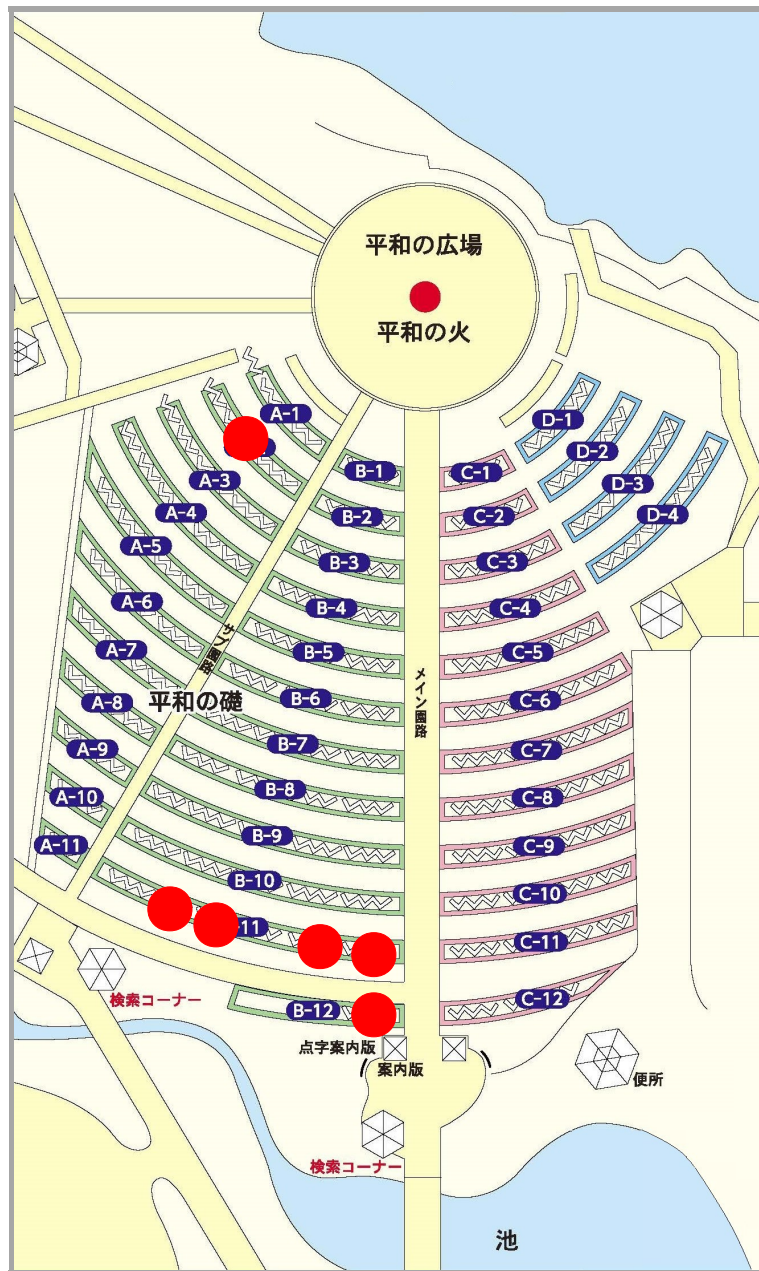 平和の広場
平和の火
A-1
A-3
A-4
A-5
A-6
A-7
A-8
A-9
A-10
A-11
B-1
B-2
B-3
B-4
B-5
B-6
B-7
B-8
B-9
B-10
11
B-12
C-1
C-2
C-3
C-4
C-5
C-6
C-7
C-8
C-9
C-10
C-11
C-12
D-1
D-2
D-3
D-4
サブ園路
メイン園路
平和の礎
検索コーナー
点字案内版
案内版
便所
検索コーナー
池